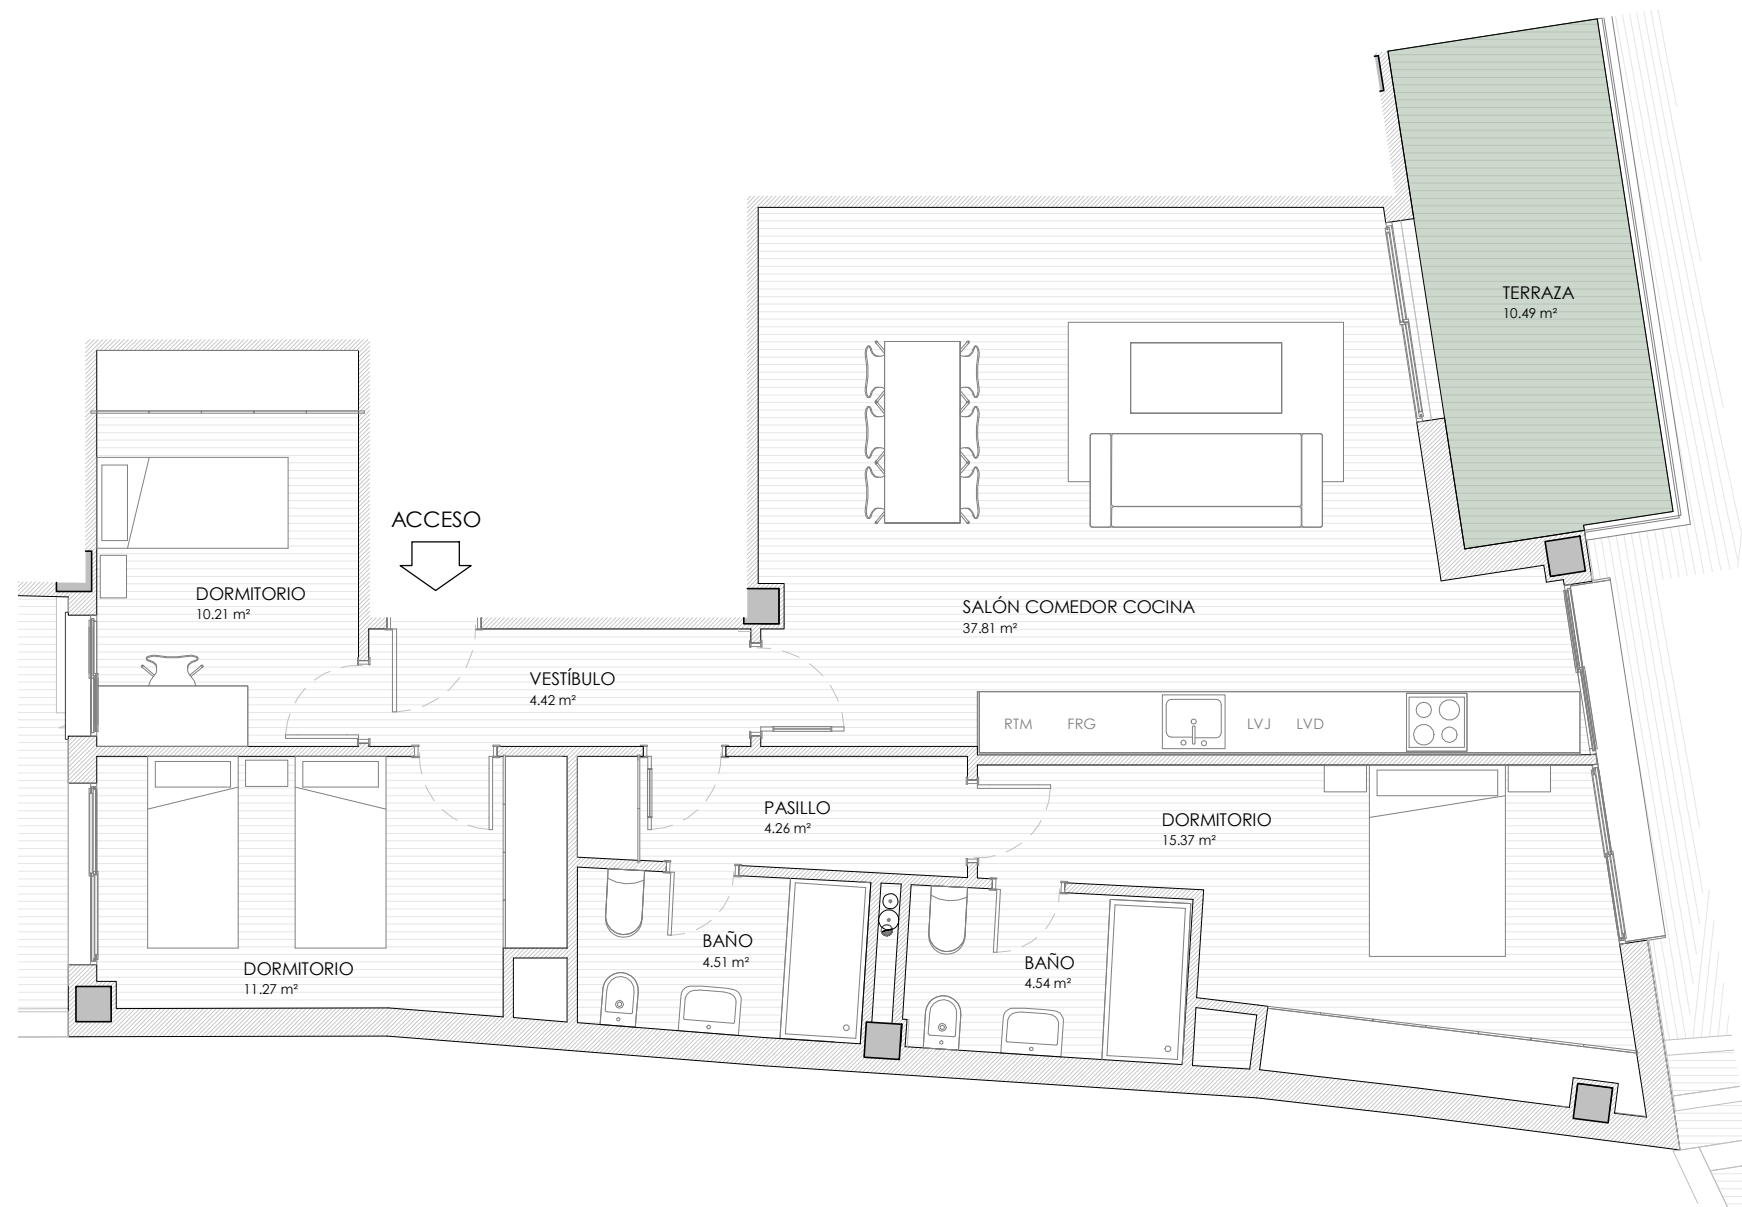 TERRAZA
10.49 m²
ACCESO
DORMITORIO
10.21 m²
SALÓN COMEDOR COCINA
37.81 m²
VESTÍBULO
4.42 m²
RTM FRG LVJ LVD
PASILLO
4.26 m²
DORMITORIO
15.37 m²
BAÑO
4.51 m²
BAÑO
4.54 m²
DORMITORIO
11.27 m²